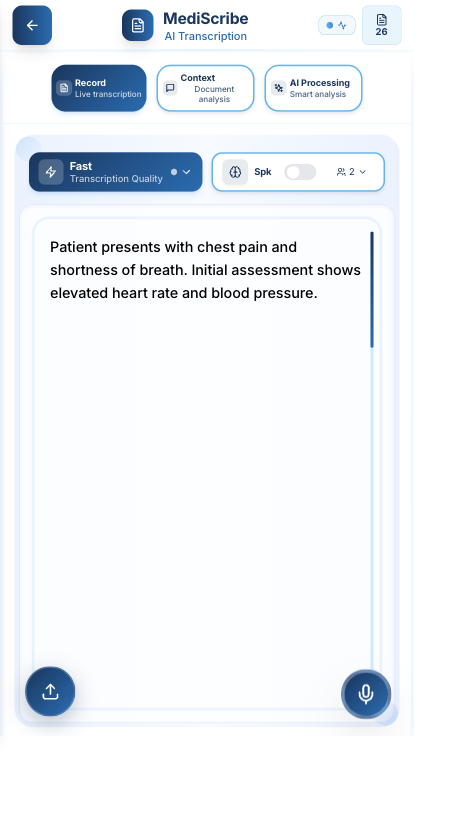 MediScribe
AI Transcription
26
Record
Live transcription
Context
Document
analysis
AI Processing
Smart analysis
Fast
Transcription Quality
Spk
2
Patient presents with chest pain and
shortness of breath. Initial assessment shows
elevated heart rate and blood pressure.